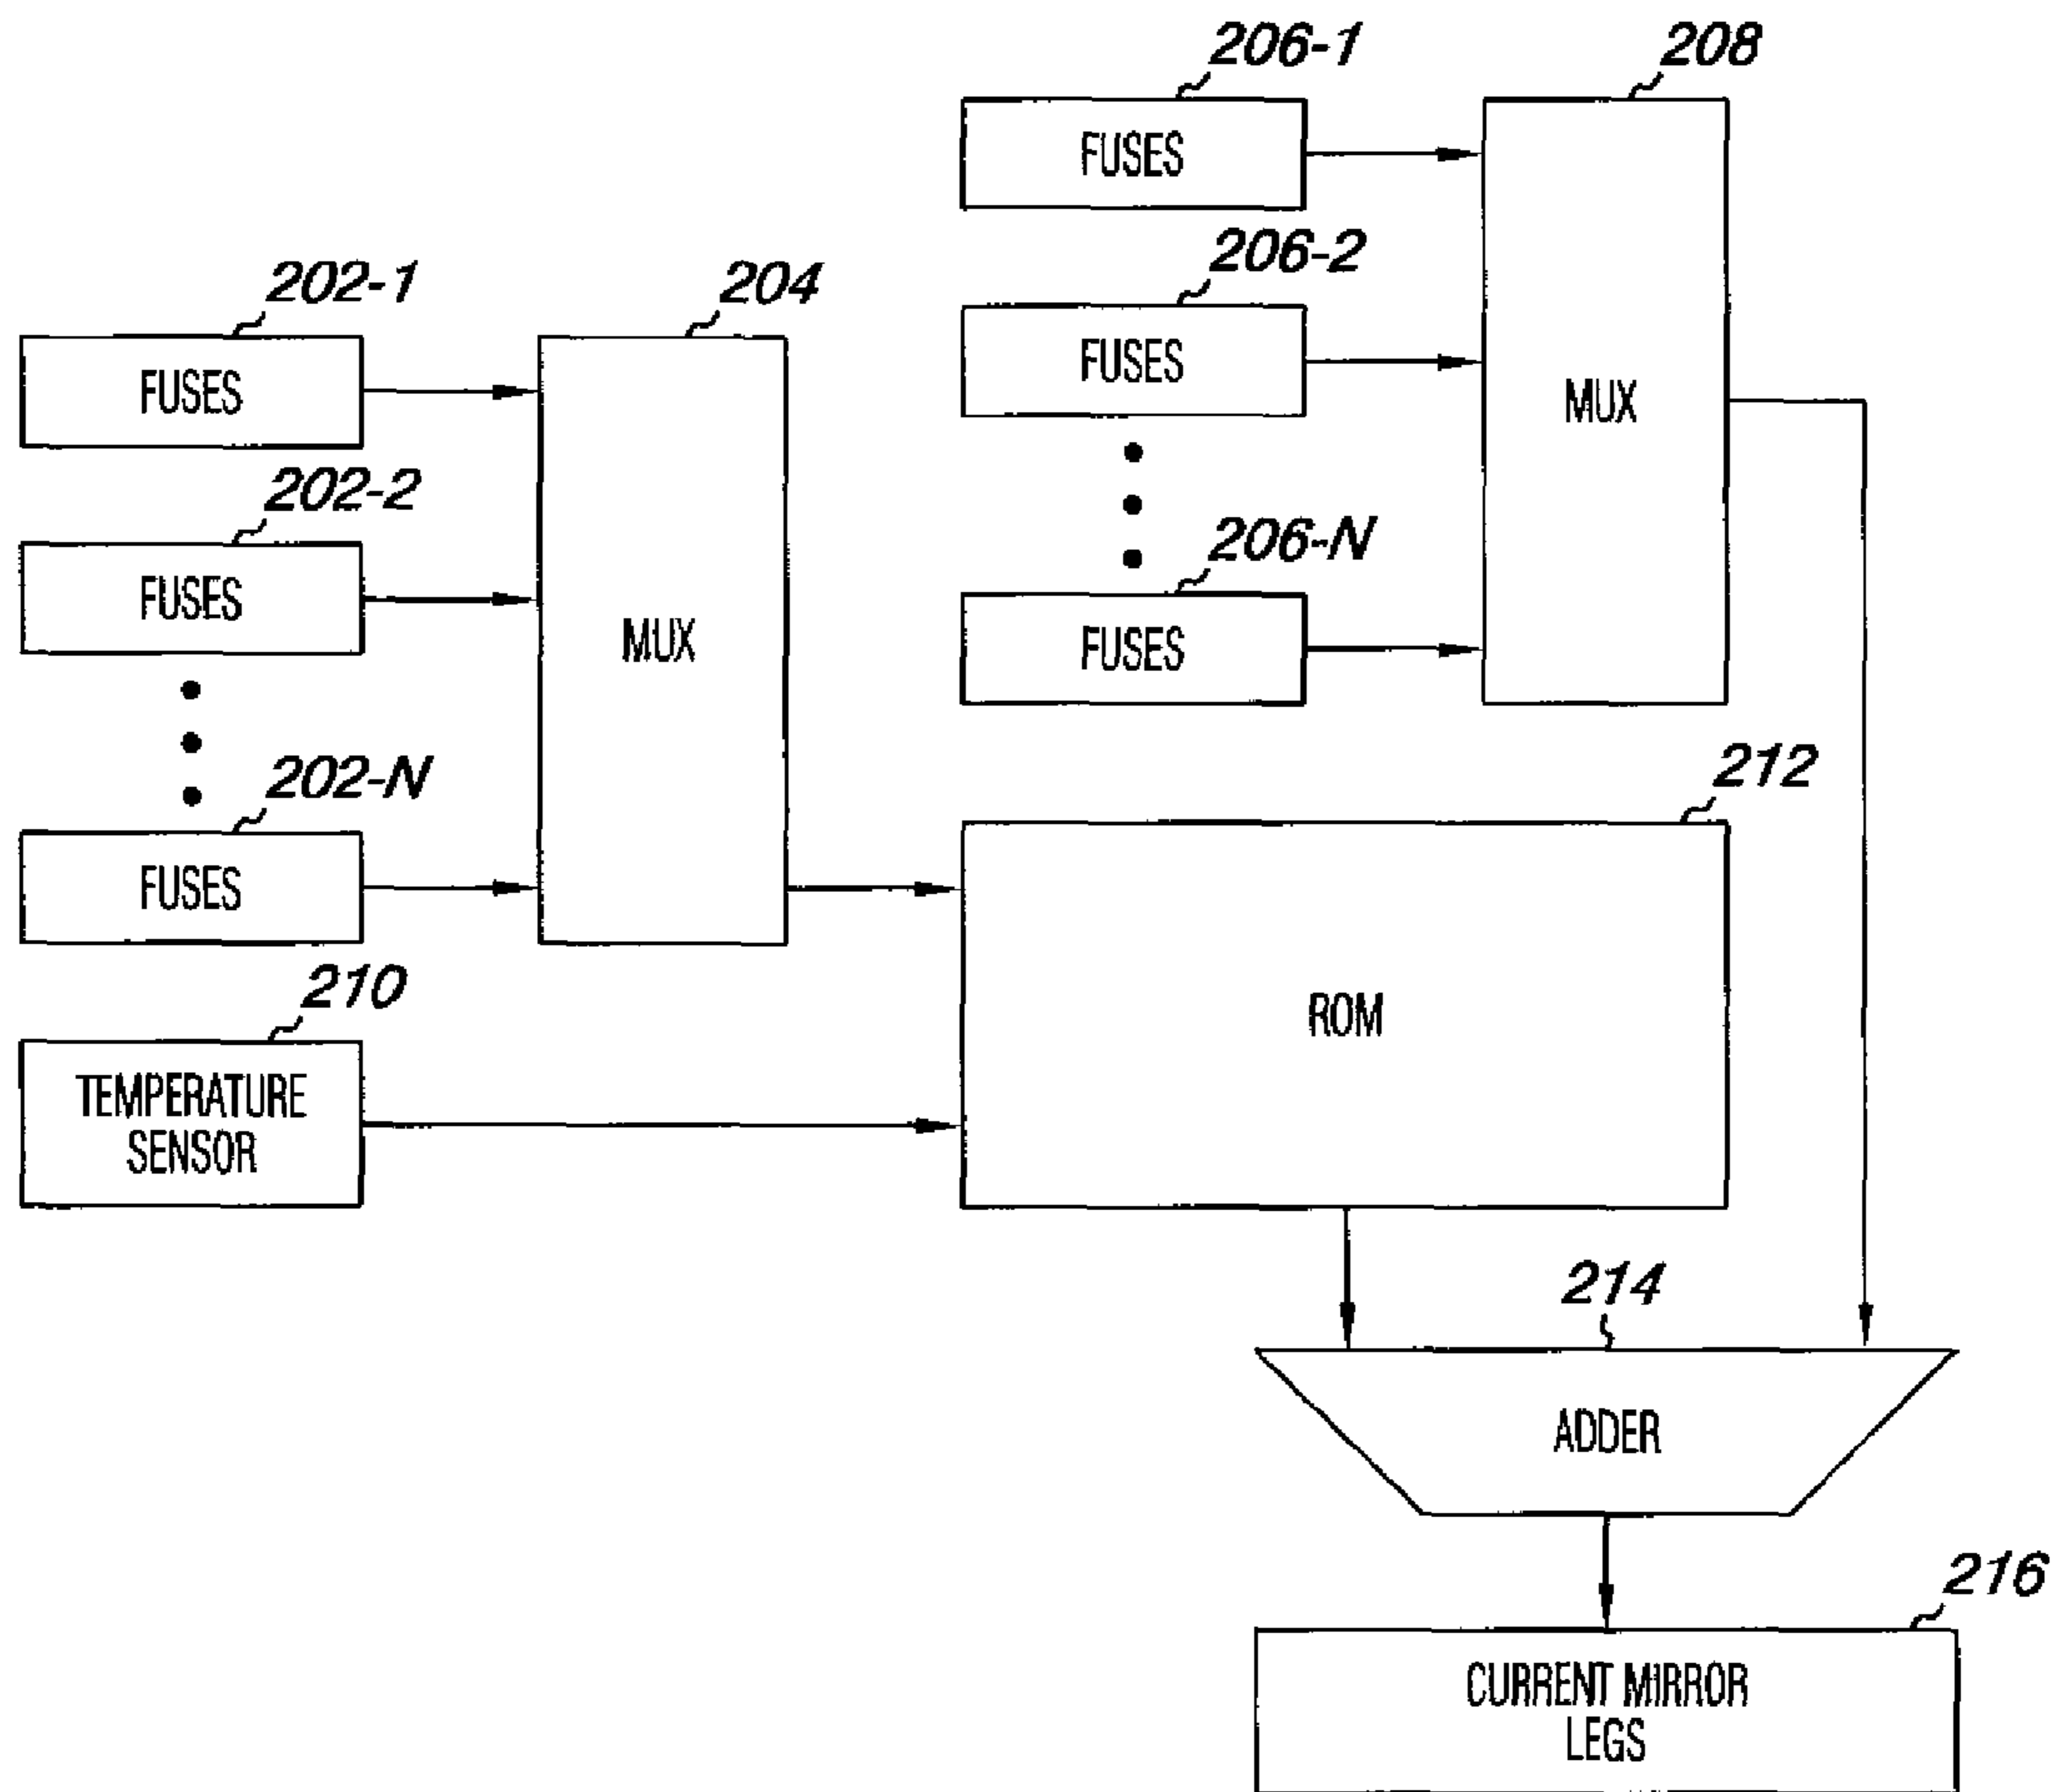 206-1
208
FUSES
206-2
202-1
204
FUSES
FUSES
MUX
202-2
206-N
FUSES
MUX
FUSES
202-N
212
FUSES
210
ROM
TEMPERATURE
SENSOR
214
ADDER
216
CURRENT MIRROR
LEGS